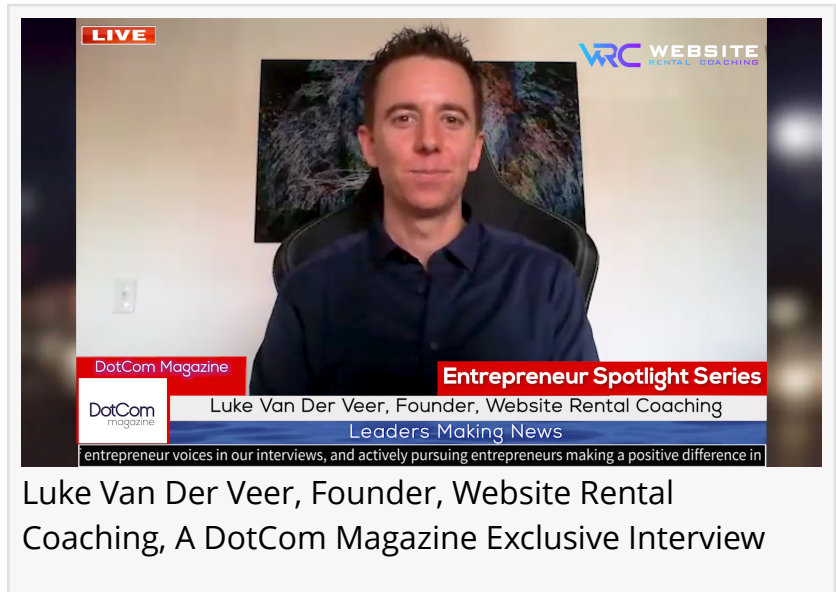 LIVE
VRC WEBSITE
RENTAL COACHING
DotCom Magazine
Entrepreneur Spotlight Series
DotCom
magazine
Luke Van Der Veer, Founder, Website Rental Coaching
Leaders Making News
entrepreneur voices in our interviews, and actively pursuing entrepreneurs making a positive difference in
Luke Van Der Veer, Founder, Website Rental
Coaching, A DotCom Magazine Exclusive Interview